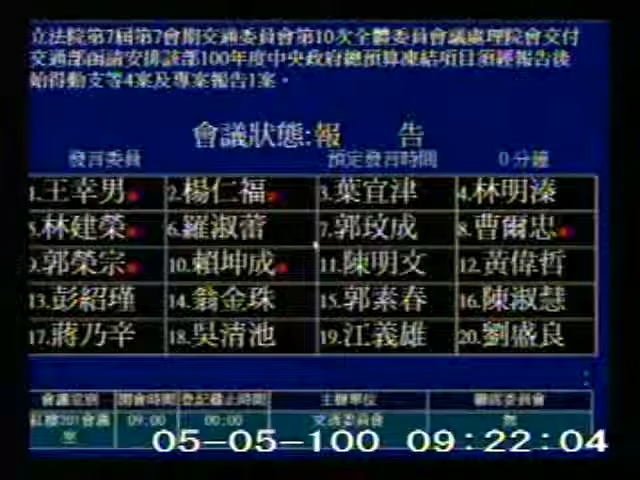 立法院第7屆第7會期交通委員會第10次全體委員會議處理院會交付
交通部函請安排該部100年度中央政府總預算凍結項目須經報告後
始得動支等4案及專案報告1案。
會議狀態:報 告
發言委員 預定發言時間 0分鐘
1.王幸男 2.楊仁福 3.葉宜津 4.林明溱
5.林建榮 6.羅淑蕾 7.郭玟成 8.曹爾忠
9.郭榮宗 10.賴坤成 11.陳明文 12.黃偉哲
13.彭紹瑾 14.翁金珠 15.郭素春 16.陳淑慧
17.蔣乃辛 18.吳清池 19.江義雄 20.劉盛良
會議室別 開會時間 登記截止時間 主辦單位 聯席委員會
紅樓201會議室 09:00 00:00 交通委員會 無
05-05-100 09:22:04